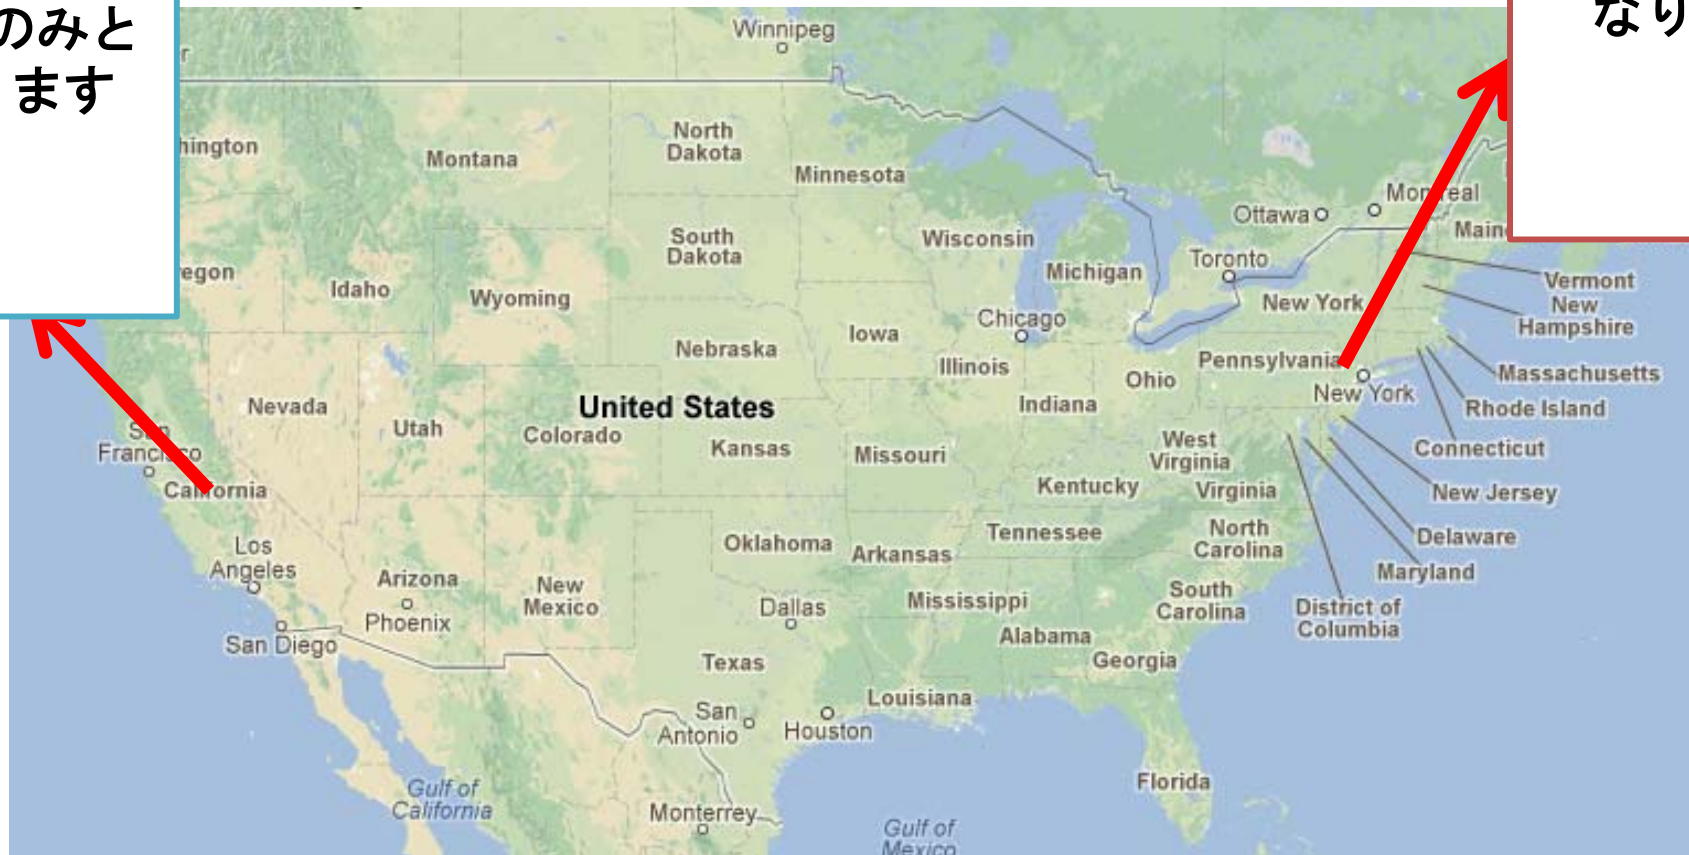 のみと
ます
なり
Winnipeg
North
Dakota
Montana
Minnesota
Montreal
Ottawa
South
Dakota
Wisconsin
Michigan
Toronto
Idaho
Wyoming
Vermont
New
Hampshire
New York
Chicago
Iowa
Nebraska
Illinois
Pennsylvania
Massachusetts
Ohio
New York
Rhode Island
Nevada
Utah
United States
Colorado
Indiana
San
Francisco
Kansas
Missouri
West
Virginia
Connecticut
California
Kentucky
Virginia
New Jersey
Los
Angeles
Oklahoma
Arkansas
Tennessee
North
Carolina
Delaware
Maryland
Arizona
Phoenix
New
Mexico
Dallas
Mississippi
South
Carolina
District of
Columbia
San Diego
Alabama
Georgia
Texas
Louisiana
San
Antonio
Houston
Florida
Gulf of
California
Monterrey
Gulf of
Mexico